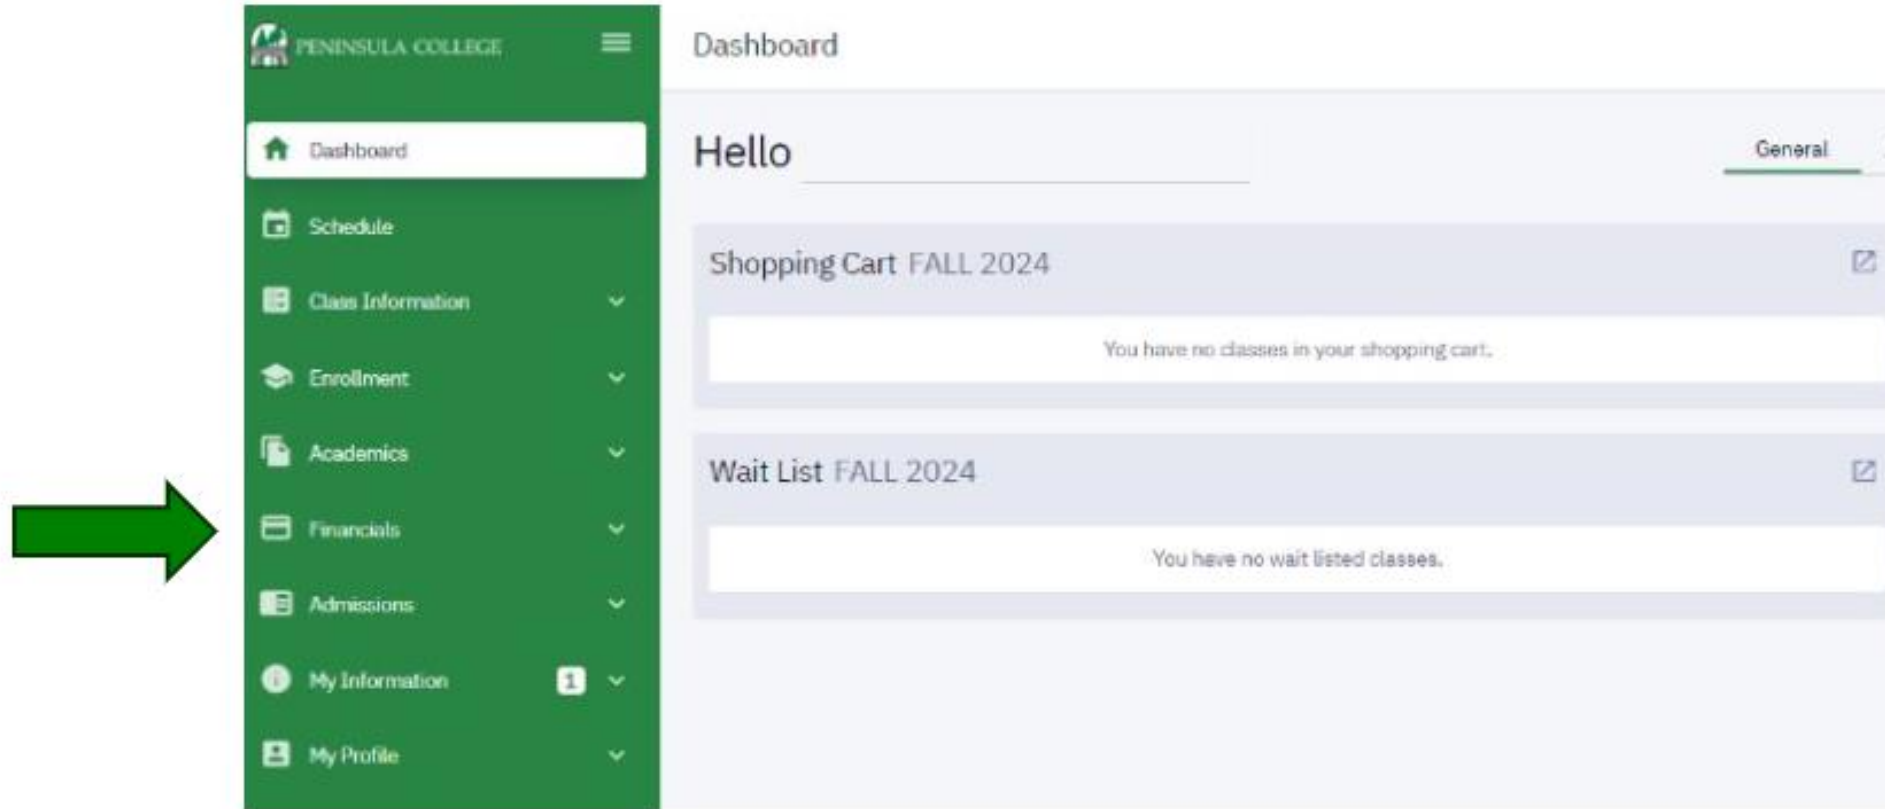 PENINSULA COLLEGE
Dashboard
Schedule
Class Information
Enrollment
Academics
Financials
Admissions
My Information 1
My Profile
Dashboard
Hello
General
Shopping Cart FALL 2024
You have no classes in your shopping cart.
Wait List FALL 2024
You have no wait listed classes.